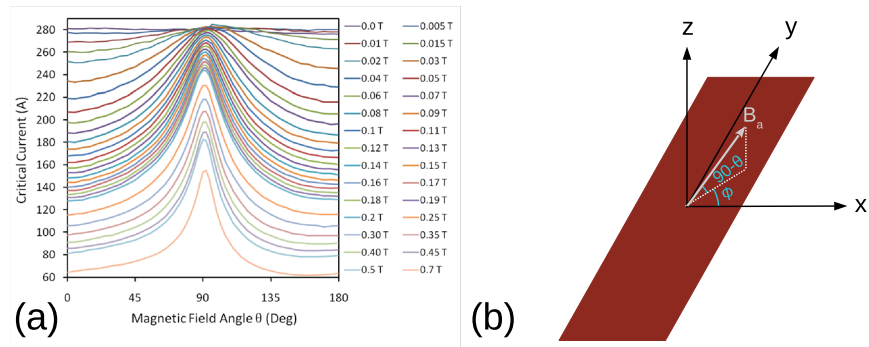 280
260
240
220
200
180
160
140
120
100
80
60
0 45 90 135 180
Critical Current (A)
Magnetic Field Angle θ (Deg)
0.0 T 0.005 T
0.01 T 0.015 T
0.02 T 0.03 T
0.04 T 0.05 T
0.06 T 0.07 T
0.08 T 0.09 T
0.1 T 0.11 T
0.12 T 0.13 T
0.14 T 0.15 T
0.16 T 0.17 T
0.18 T 0.19 T
0.2 T 0.25 T
0.30 T 0.35 T
0.40 T 0.45 T
0.5 T 0.7 T
(a)
z
y
Ba
90-θ
φ
x
(b)